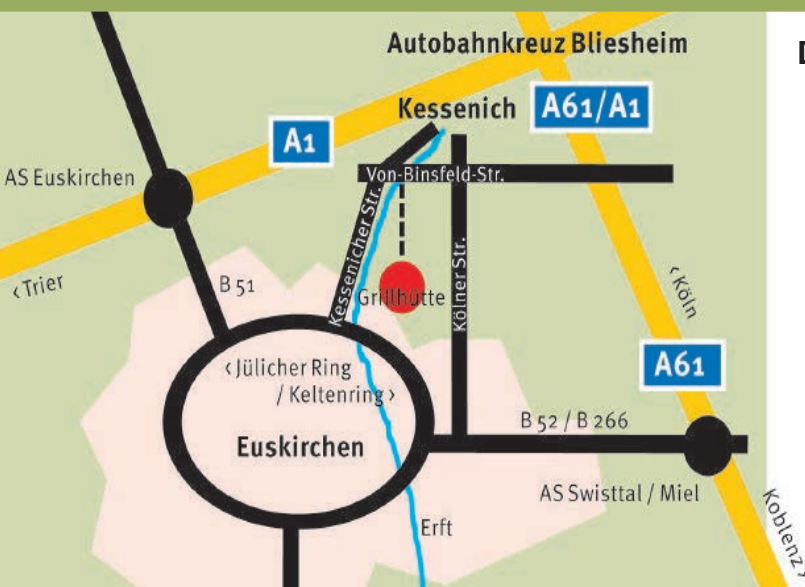 Autobahnkreuz Bliesheim
D
Kessenich
A61/A1
A1
AS Euskirchen
Von-Binsfeld-Str.
Kessenicher Str.
Kölner Str.
‹ Trier
B 51
Grillhütte
‹ Köln
‹ Jülicher Ring
/ Keltenring ›
A61
Euskirchen
B 52 / B 266
AS Swisttal / Miel
Erft
Koblenz ›